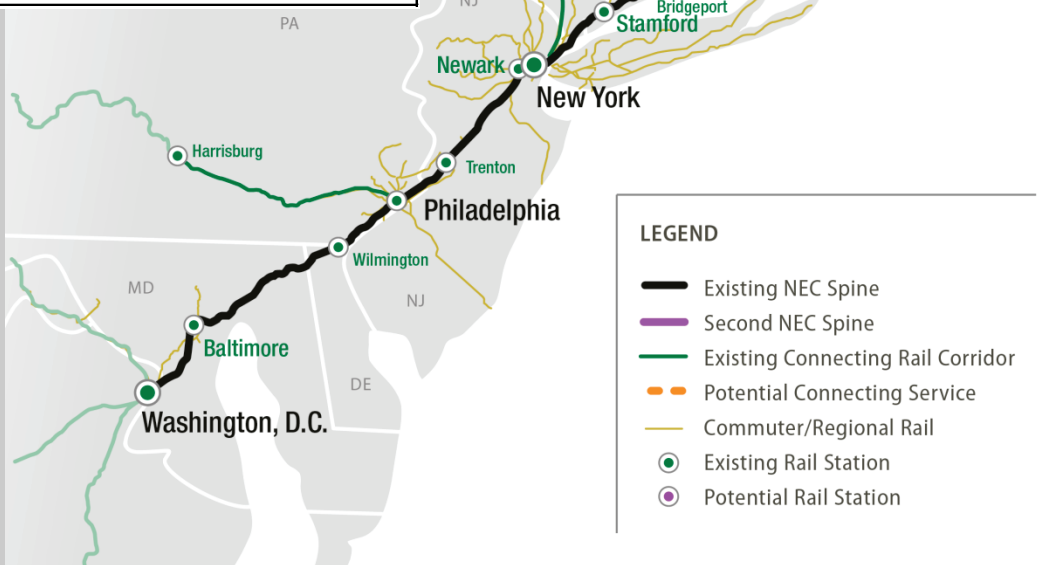 NJ
Bridgeport
Stamford
PA
Newark
New York
Harrisburg
Trenton
Philadelphia
Wilmington
MD
NJ
Baltimore
DE
Washington, D.C.
LEGEND
Existing NEC Spine
Second NEC Spine
Existing Connecting Rail Corridor
Potential Connecting Service
Commuter/Regional Rail
Existing Rail Station
Potential Rail Station